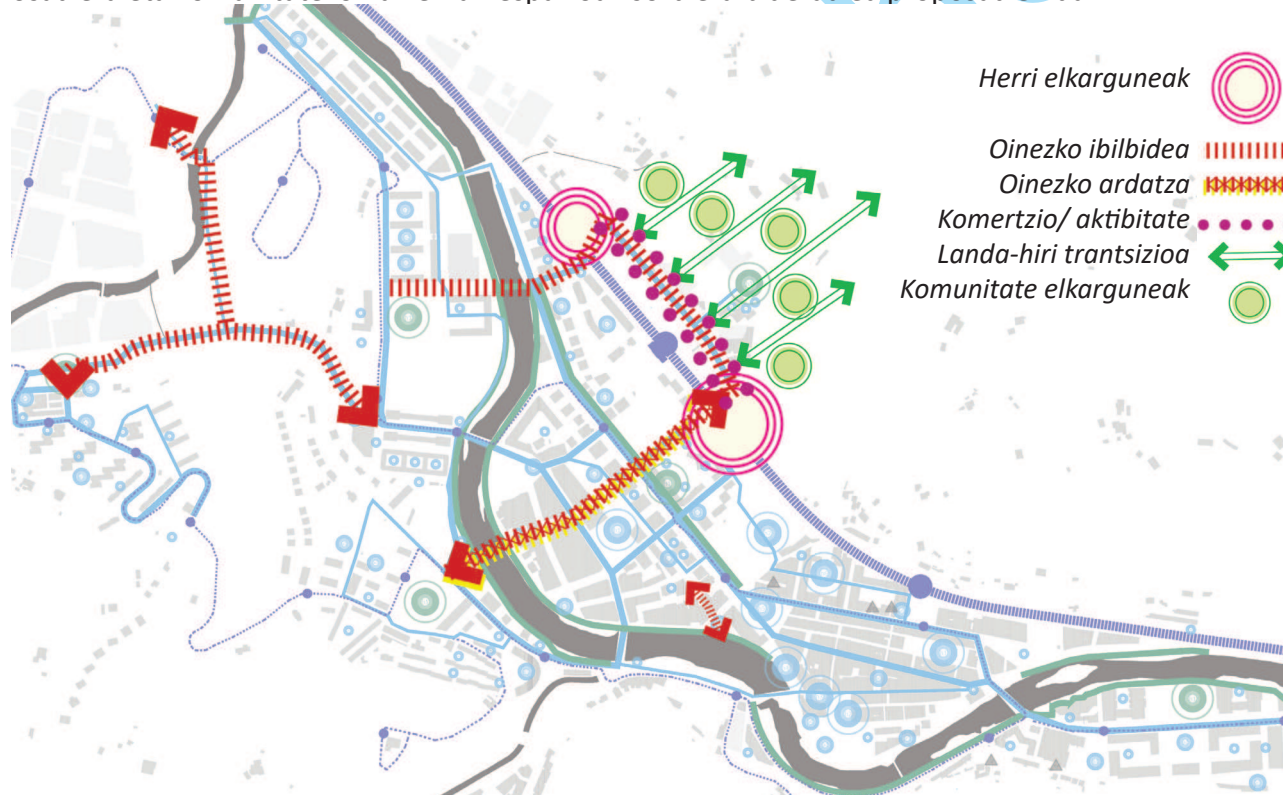 Herri elkarguneak
Oinezko ibilbidea
Oinezko ardatza
Komertzio/ aktibitate
Landa-hiri trantsizioa
Komunitate elkarguneak